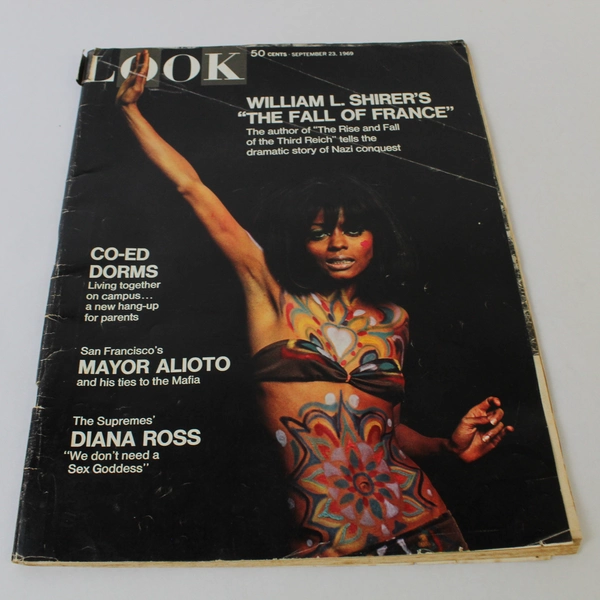 LOOK
50 CENTS · SEPTEMBER 23, 1969
WILLIAM L. SHIRER'S
"THE FALL OF FRANCE"
The author of "The Rise and Fall
of the Third Reich" tells the
dramatic story of Nazi conquest
CO-ED
DORMS
Living together
on campus...
a new hang-up
for parents
San Francisco's
MAYOR ALIOTO
and his ties to the Mafia
The Supremes'
DIANA ROSS
"We don't need a
Sex Goddess"